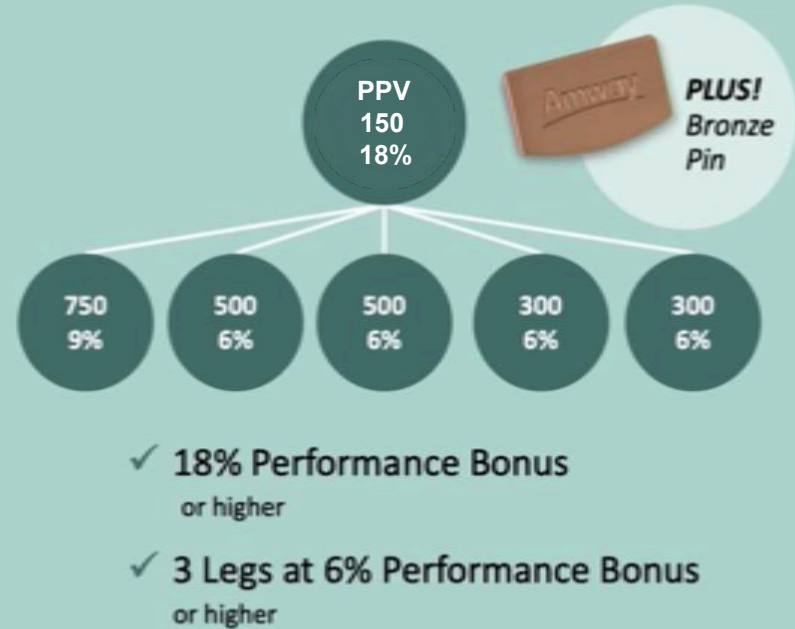 PPV
150
18%
Amway
PLUS!
Bronze
Pin
750
9%
500
6%
500
6%
300
6%
300
6%
✓ 18% Performance Bonus
or higher
✓ 3 Legs at 6% Performance Bonus
or higher